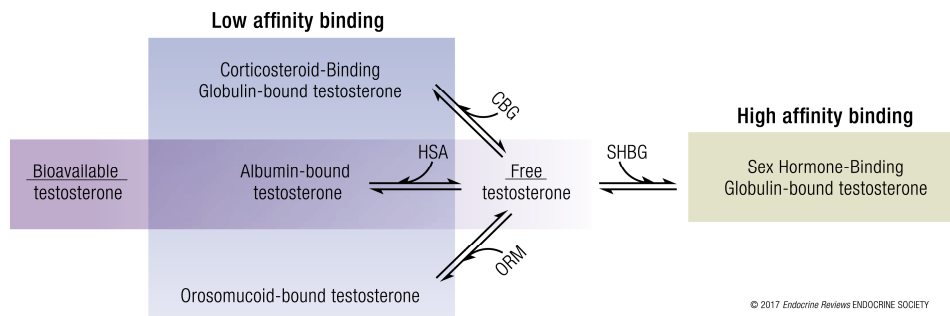 Low affinity binding
Corticosteroid-Binding
Globulin-bound testosterone
CBG
High affinity binding
Bioavailable
testosterone
Albumin-bound
testosterone
HSA
Free
testosterone
SHBG
Sex Hormone-Binding
Globulin-bound testosterone
ORM
Orosomucoid-bound testosterone
© 2017 Endocrine Reviews ENDOCRINE SOCIETY